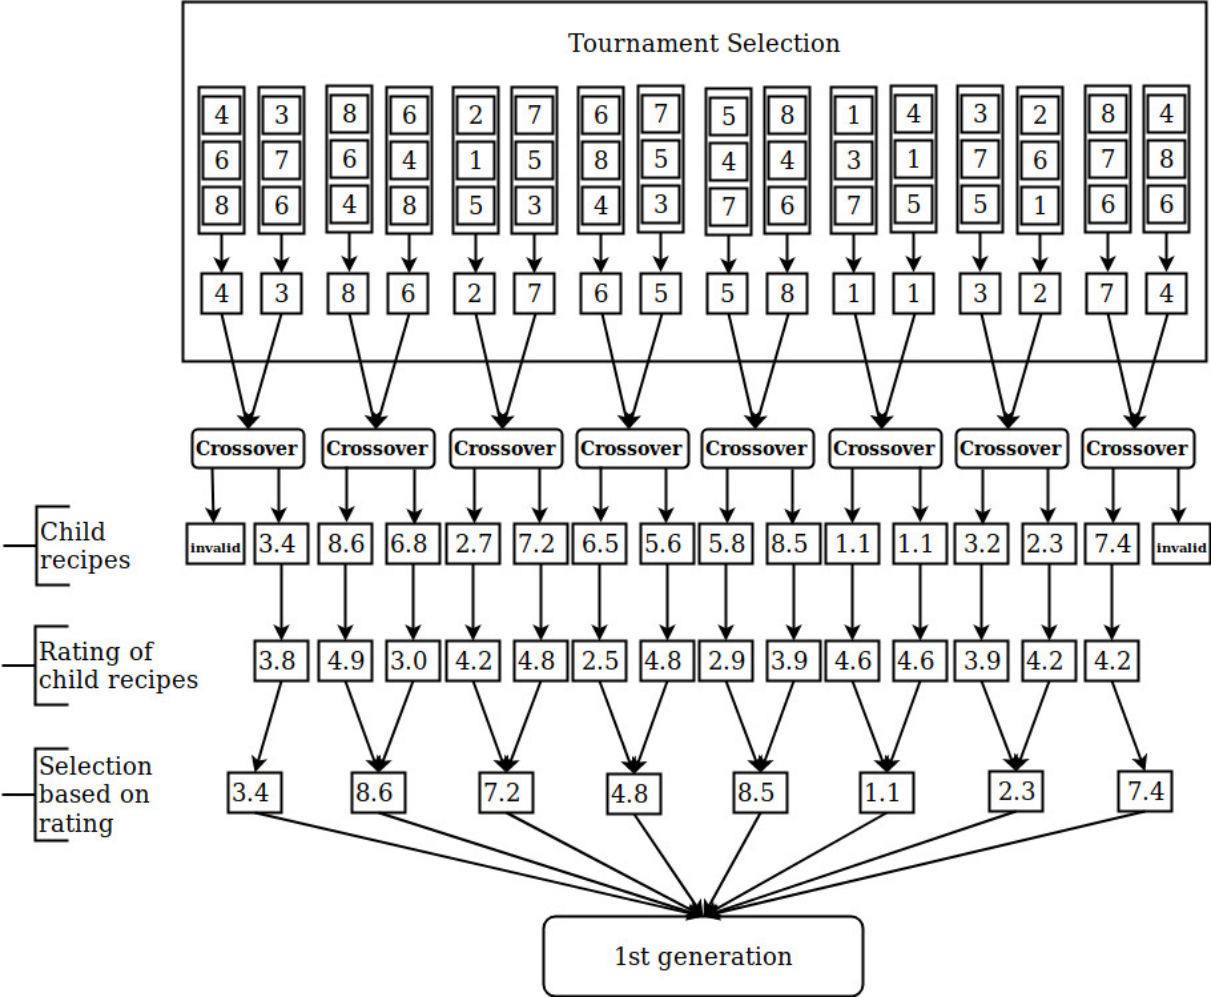 Tournament Selection
4 3 8 6 2 7 6 7 5 8 1 4 3 2 8 4
6 7 6 4 1 5 8 5 4 4 3 1 7 6 7 8
8 6 4 8 5 3 4 3 7 6 7 5 5 1 6 6
4 3 8 6 2 7 6 5 5 8 1 1 3 2 7 4
Crossover Crossover Crossover Crossover Crossover Crossover Crossover Crossover
Child
recipes
invalid 3.4 8.6 6.8 2.7 7.2 6.5 5.6 5.8 8.5 1.1 1.1 3.2 2.3 7.4 invalid
Rating of
child recipes
3.8 4.9 3.0 4.2 4.8 2.5 4.8 2.9 3.9 4.6 4.6 3.9 4.2 4.2
Selection
based on
rating
3.4 8.6 7.2 4.8 8.5 1.1 2.3 7.4
1st generation